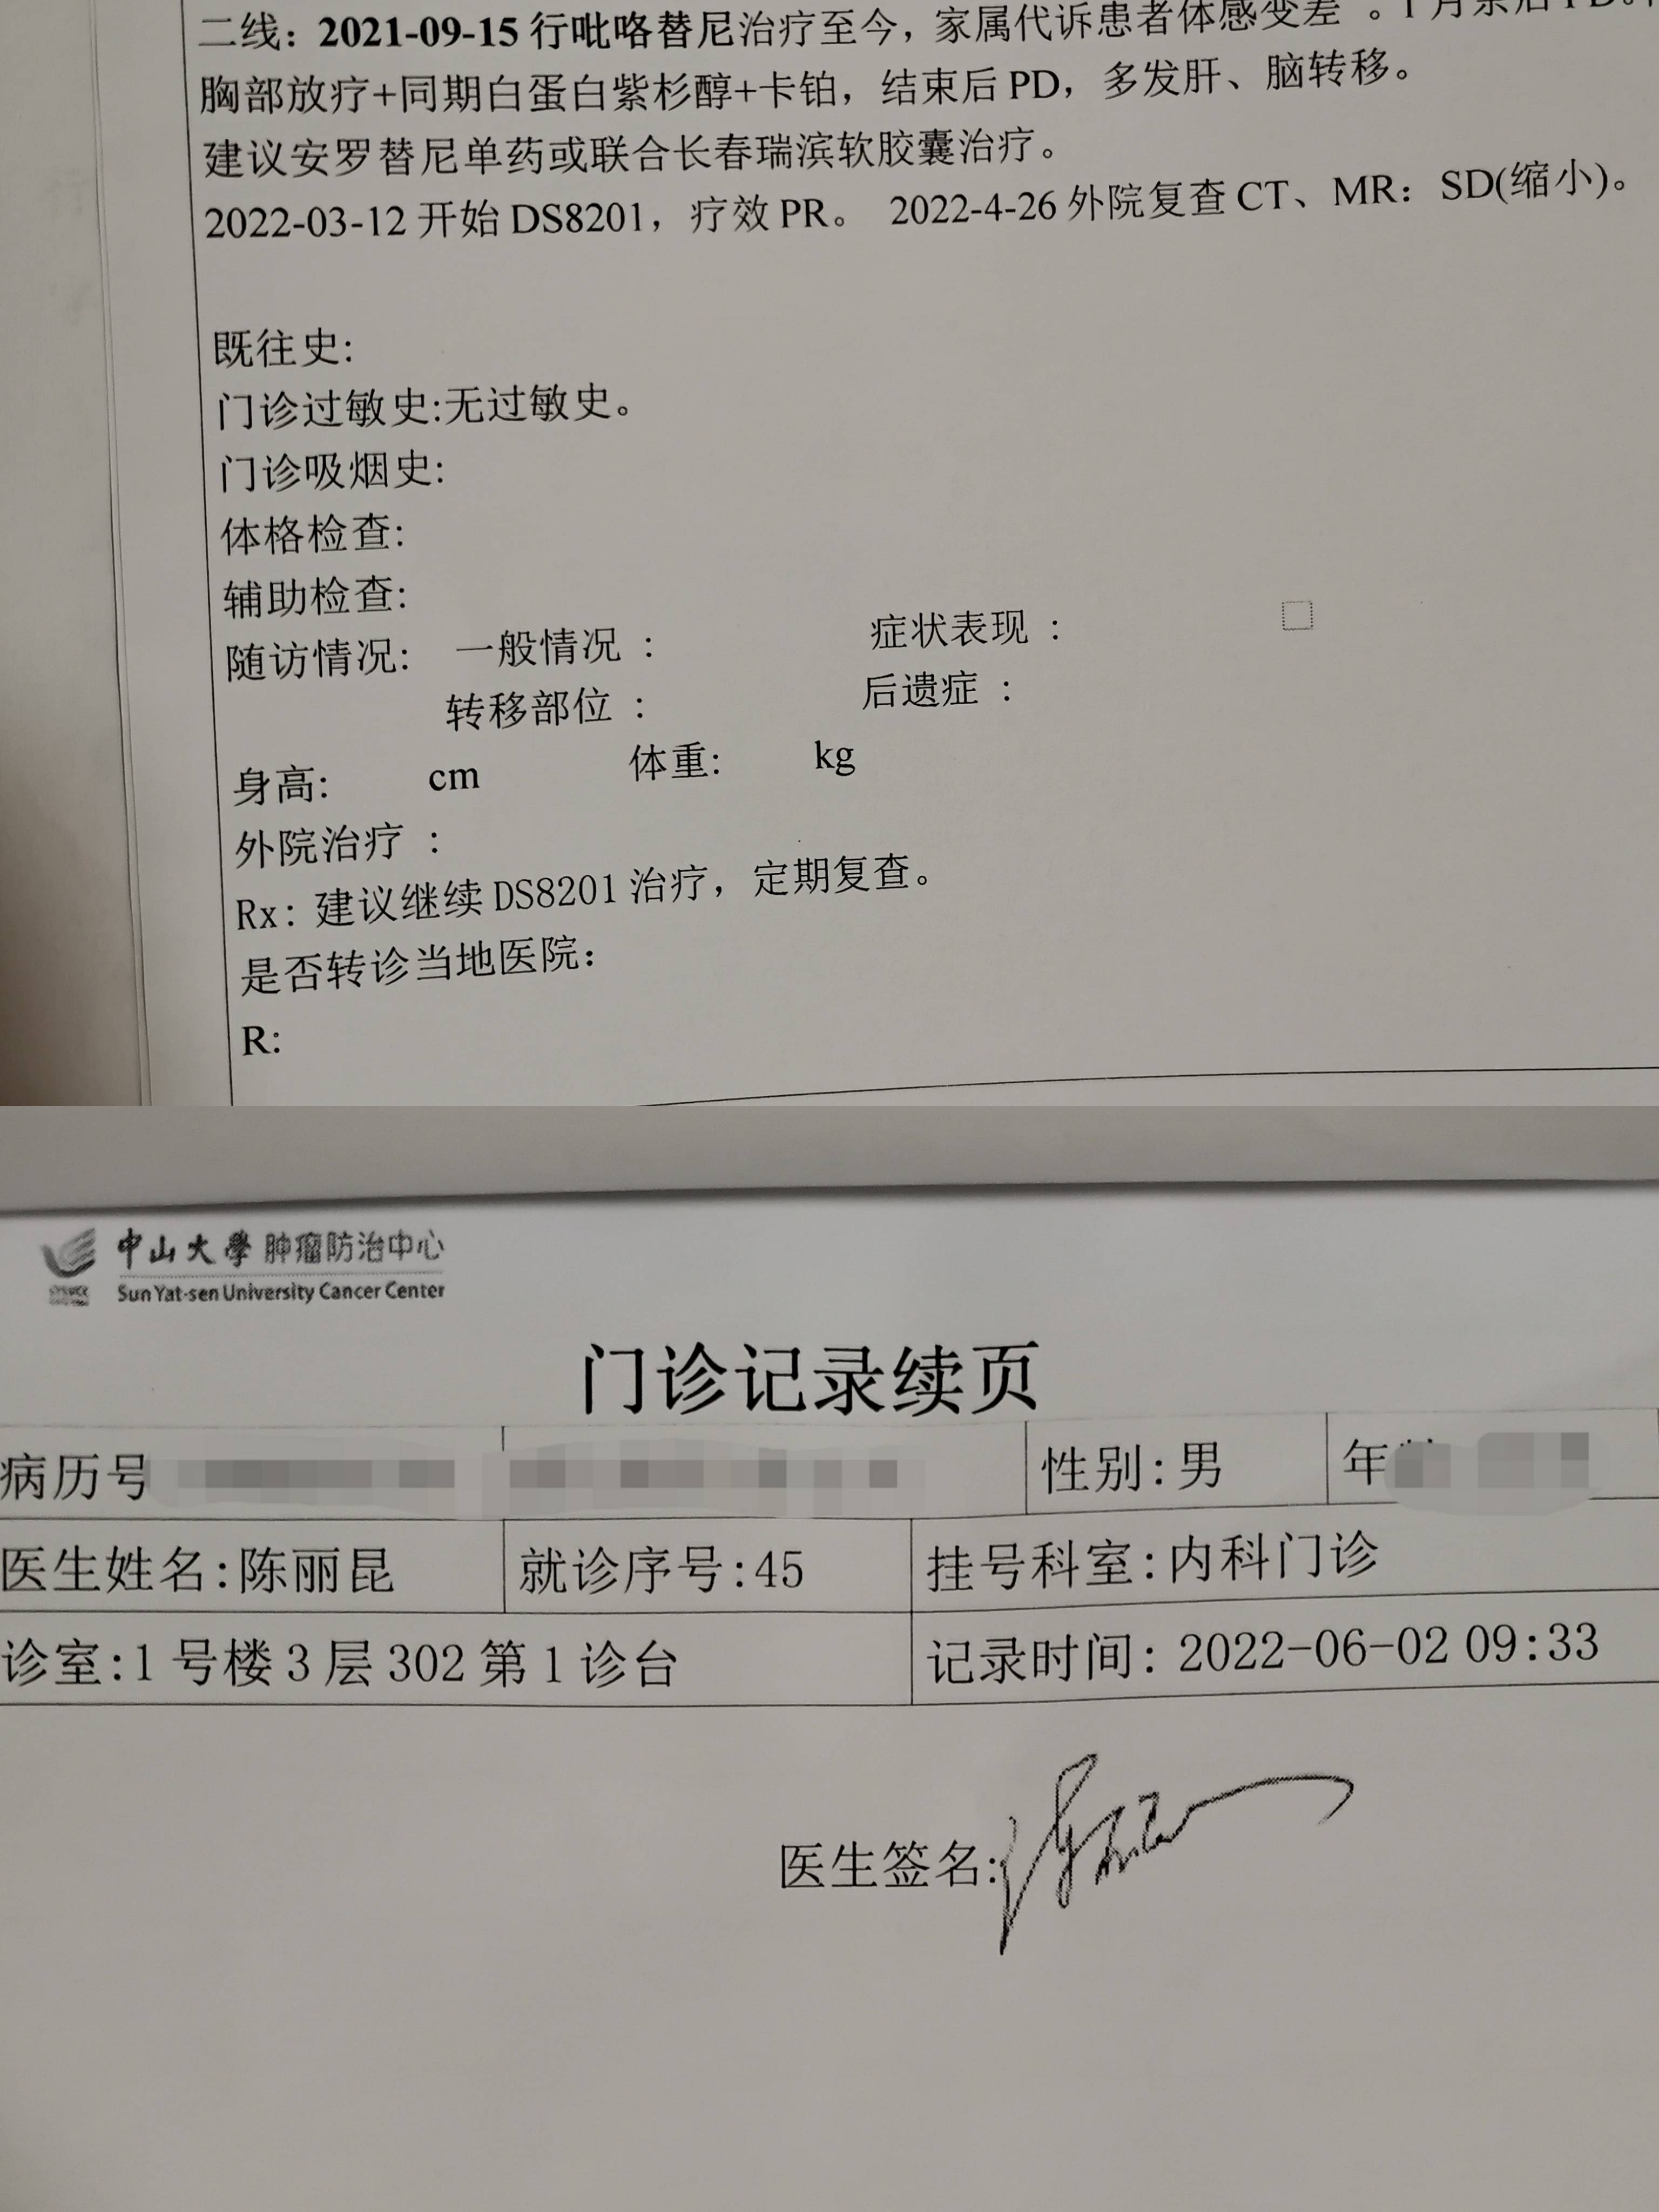 二线：2021-09-15 行吡咯替尼治疗至今，家属代诉患者体感变差 。1 月余后 PD。
胸部放疗+同期白蛋白紫杉醇+卡铂，结束后 PD，多发肝、脑转移。
建议安罗替尼单药或联合长春瑞滨软胶囊治疗。
2022-03-12 开始 DS8201，疗效 PR。 2022-4-26 外院复查 CT、MR：SD(缩小)。
既往史:
门诊过敏史:无过敏史。
门诊吸烟史:
体格检查:
辅助检查:
随访情况: 一般情况 : 症状表现 :
转移部位 : 后遗症 :
身高: cm 体重: kg
外院治疗 :
Rx: 建议继续 DS8201 治疗，定期复查。
是否转诊当地医院:
R:
中山大學 肿瘤防治中心
Sun Yat-sen University Cancer Center
门诊记录续页
病历号 性别:男 年
医生姓名:陈丽昆 就诊序号:45 挂号科室:内科门诊
诊室:1 号楼 3 层 302 第 1 诊台 记录时间: 2022-06-02 09:33
医生签名: